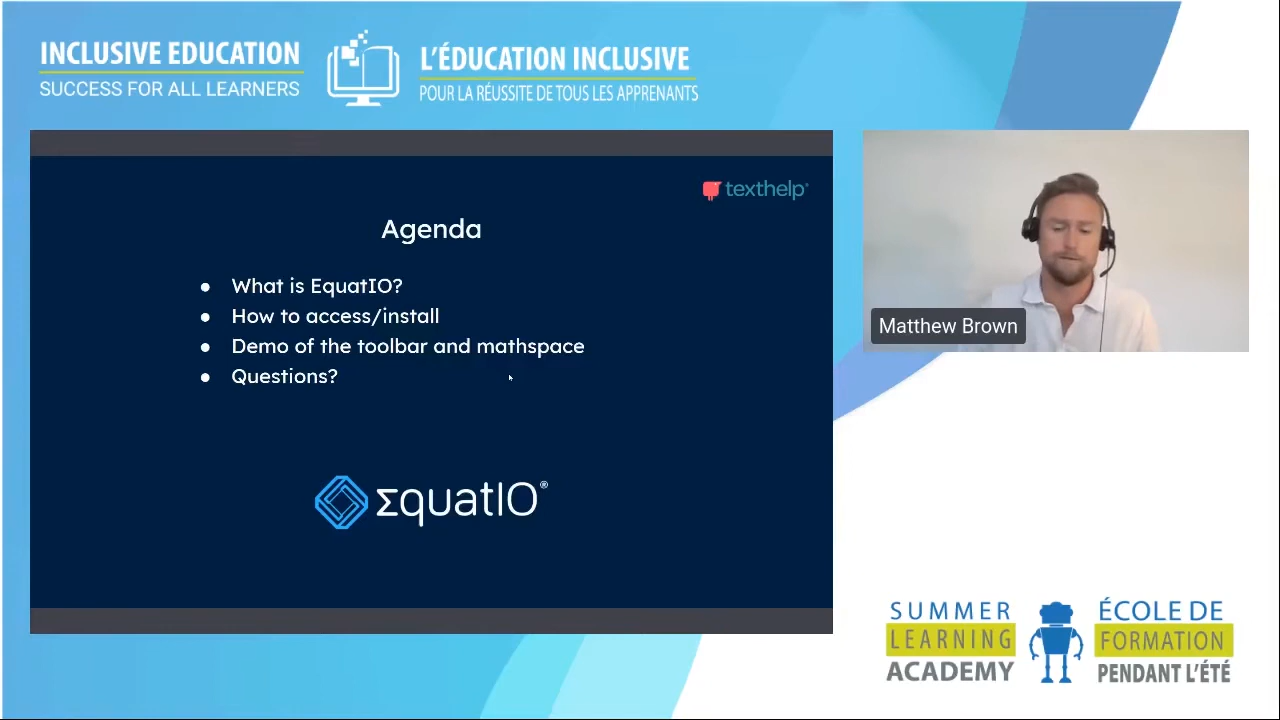 INCLUSIVE EDUCATION
SUCCESS FOR ALL LEARNERS
L'ÉDUCATION INCLUSIVE
POUR LA RÉUSSITE DE TOUS LES APPRENANTS
texthelp®
Agenda
● What is EquatIO?
● How to access/install
● Demo of the toolbar and mathspace
● Questions?
ΣquatIO®
Matthew Brown
SUMMER
LEARNING
ACADEMY
ÉCOLE DE
FORMATION
PENDANT L'ÉTÉ